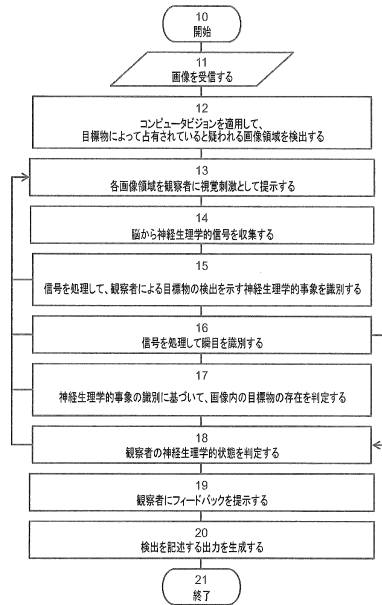 10
開始
11
画像を受信する
12
コンピュータビジョンを適用して、
目標物によって占有されていると疑われる画像領域を検出する
13
各画像領域を観察者に視覚刺激として提示する
14
脳から神経生理学的信号を収集する
15
信号を処理して、観察者による目標物の検出を示す神経生理学的事象を識別する
16
信号を処理して瞬目を識別する
17
神経生理学的事象の識別に基づいて、画像内の目標物の存在を判定する
18
観察者の神経生理学的状態を判定する
19
観察者にフィードバックを提示する
20
検出を記述する出力を生成する
21
終了